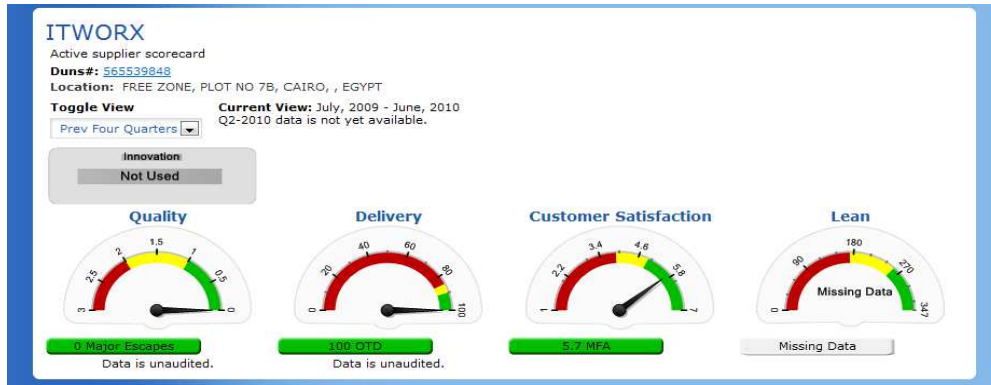 ITWORX
Active supplier scorecard
Duns#: 565539848
Location: FREE ZONE, PLOT NO 7B, CAIRO, , EGYPT
Toggle View
Prev Four Quarters
Current View: July, 2009 - June, 2010
Q2-2010 data is not yet available.
Innovation
Not Used
Quality
3 2.5 2 1.5 1 0.5 0
0 Major Escapes
Data is unaudited.
Delivery
0 20 40 60 80 100
100 OTD
Data is unaudited.
Customer Satisfaction
1 2.2 3.4 4.6 5.8 7
5.7 MFA
Lean
0 90 180 270 347
Missing Data
Missing Data